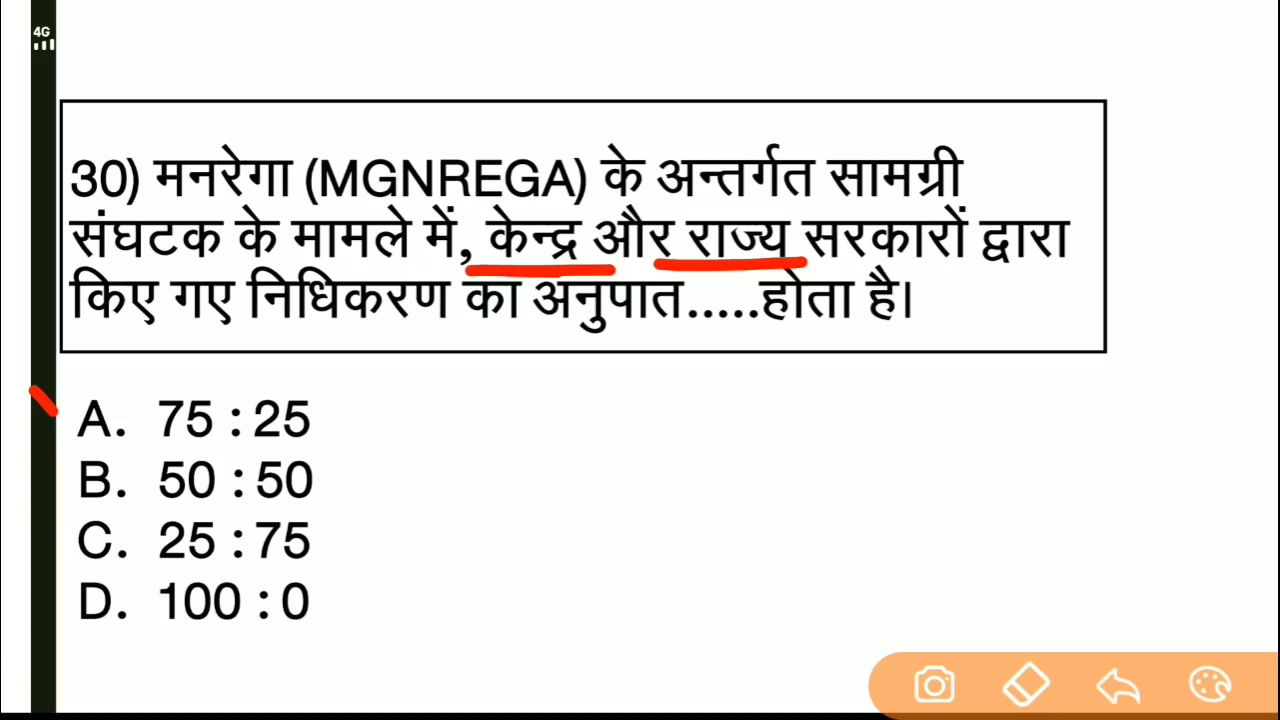 4G
30) मनरेगा (MGNREGA) के अन्तर्गत सामग्री
संघटक के मामले में, केन्द्र और राज्य सरकारों द्वारा
किए गए निधिकरण का अनुपात.....होता है।
A. 75 : 25
B. 50 : 50
C. 25 : 75
D. 100 : 0